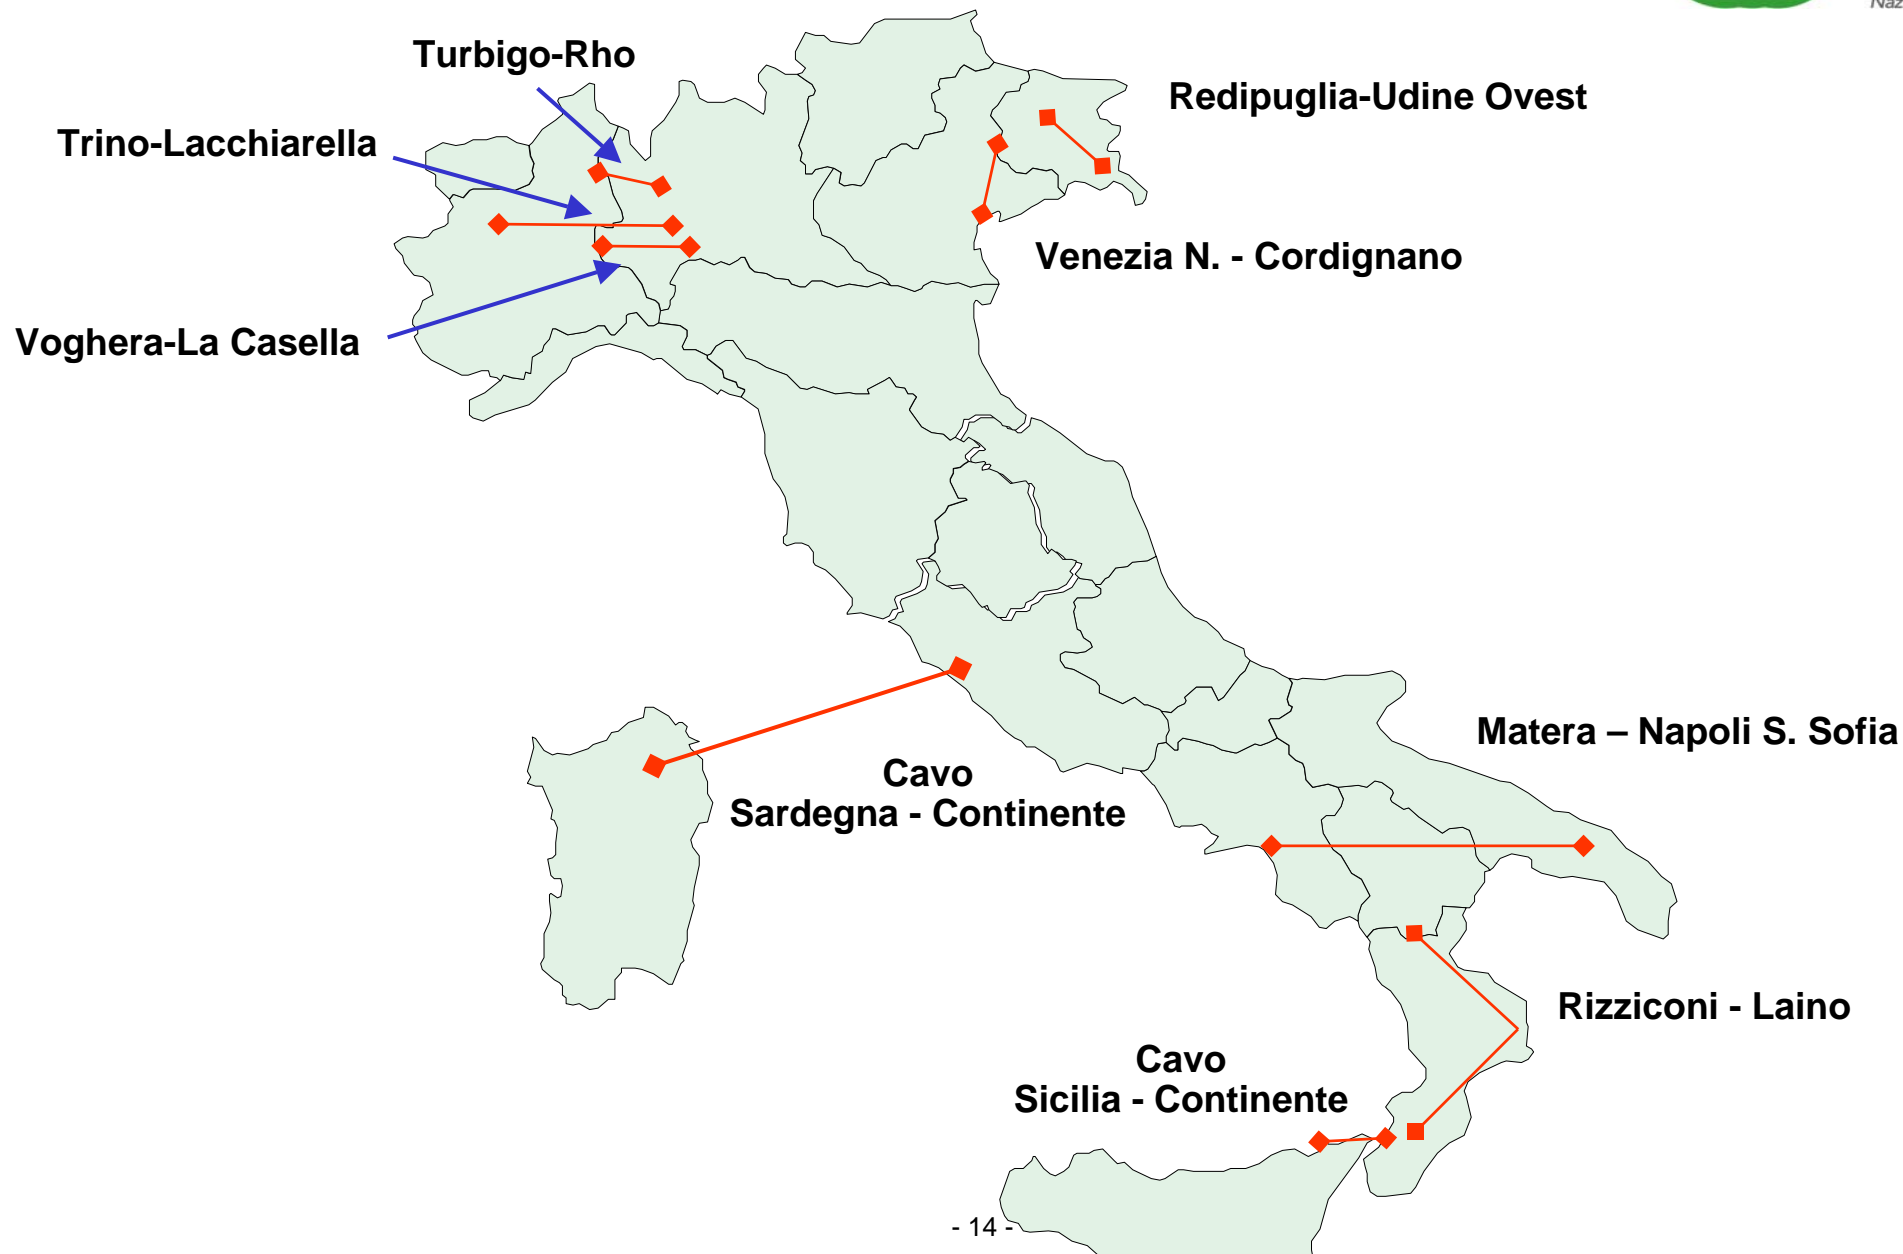 Naz
Turbigo-Rho
Redipuglia-Udine Ovest
Trino-Lacchiarella
Venezia N. - Cordignano
Voghera-La Casella
Matera – Napoli S. Sofia
Cavo
Sardegna - Continente
Rizziconi - Laino
Cavo
Sicilia - Continente
- 14 -